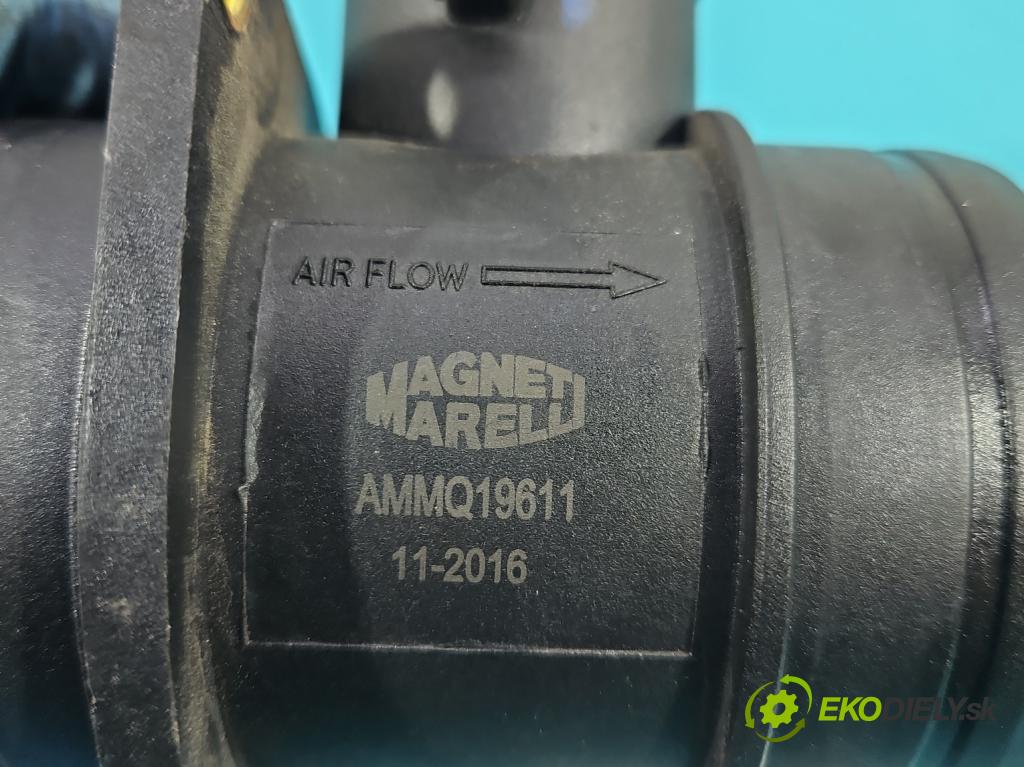 AIR FLOW
MAGNETI
MARELLI
AMMQ19611
11-2016
EKODIELY.sk